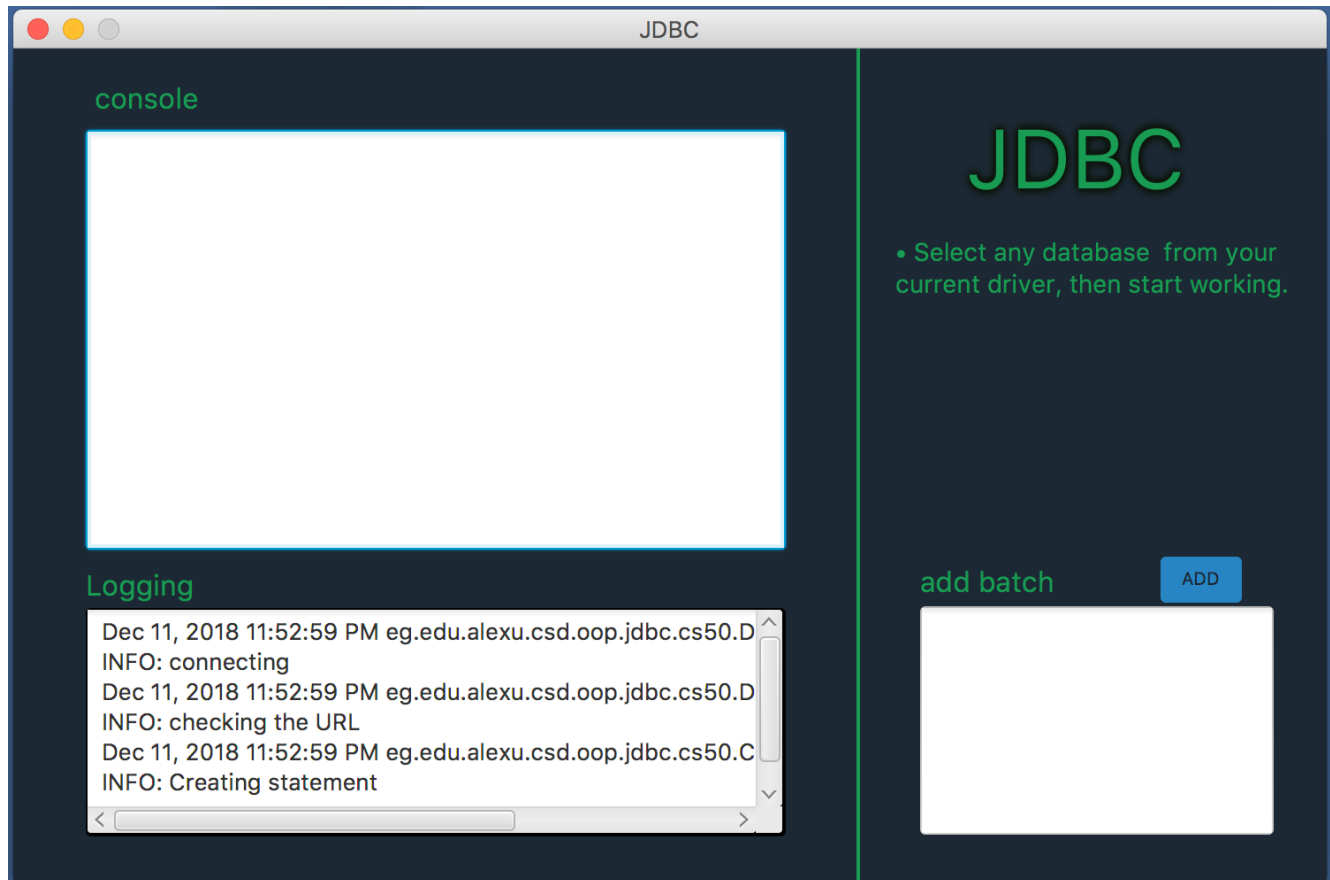 JDBC
console
JDBC
• Select any database  from your
current driver, then start working.
Logging
Dec 11, 2018 11:52:59 PM eg.edu.alexu.csd.oop.jdbc.cs50.D
INFO: connecting
Dec 11, 2018 11:52:59 PM eg.edu.alexu.csd.oop.jdbc.cs50.D
INFO: checking the URL
Dec 11, 2018 11:52:59 PM eg.edu.alexu.csd.oop.jdbc.cs50.C
INFO: Creating statement
add batch
ADD